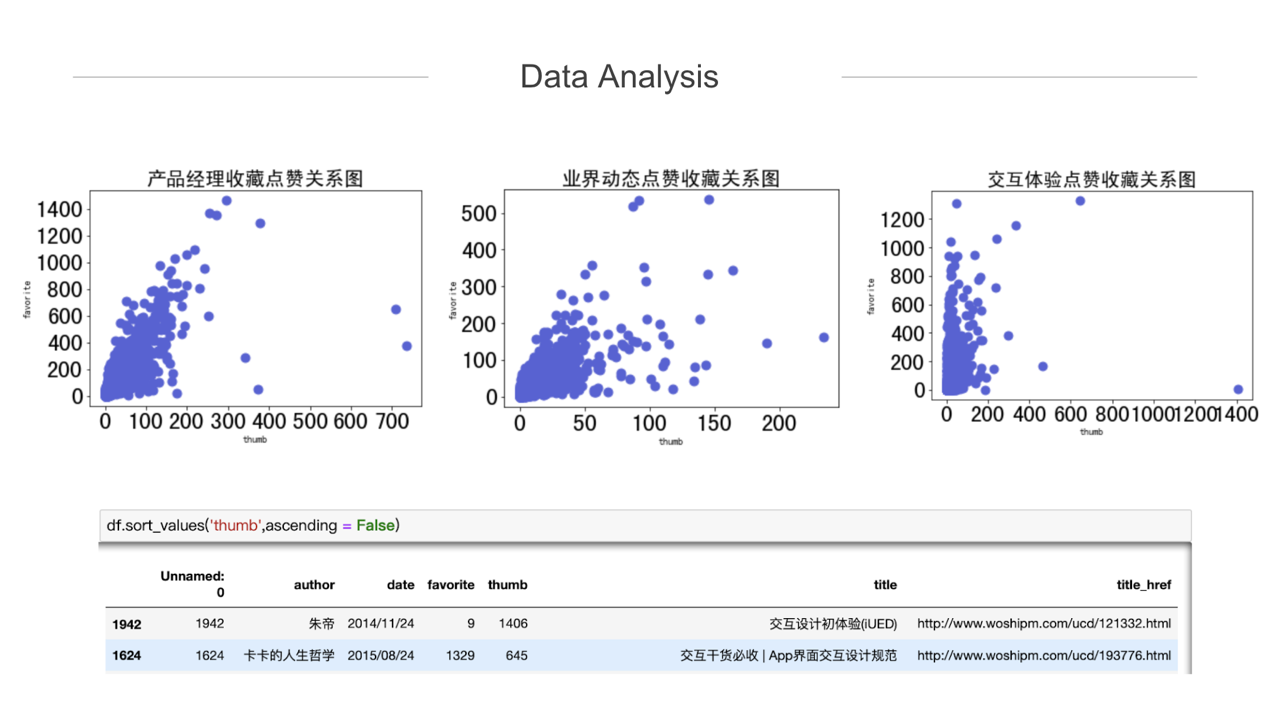 Data Analysis
产品经理收藏点赞关系图
1400
1200
1000
800
600
400
200
0
favorite
0 100 200 300 400 500 600 700
thumb
业界动态点赞收藏关系图
500
400
300
200
100
0
favorite
0 50 100 150 200
thumb
交互体验点赞收藏关系图
1200
1000
800
600
400
200
0
favorite
0 200 400 600 800 1000 1200 1400
thumb
df.sort_values('thumb',ascending = False)
Unnamed: 0 author date favorite thumb title title_href
1942 1942 朱帝 2014/11/24 9 1406 交互设计初体验(iUED) http://www.woshipm.com/ucd/121332.html
1624 1624 卡卡的人生哲学 2015/08/24 1329 645 交互干货必收 | App界面交互设计规范 http://www.woshipm.com/ucd/193776.html